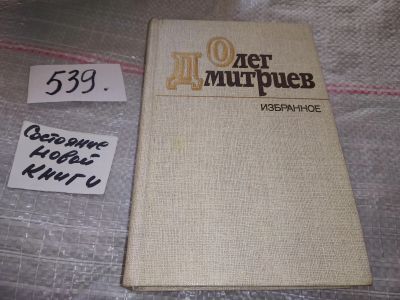 539.
Состояние
новой
книги
Олег
Дмитриев
ИЗБРАННОЕ